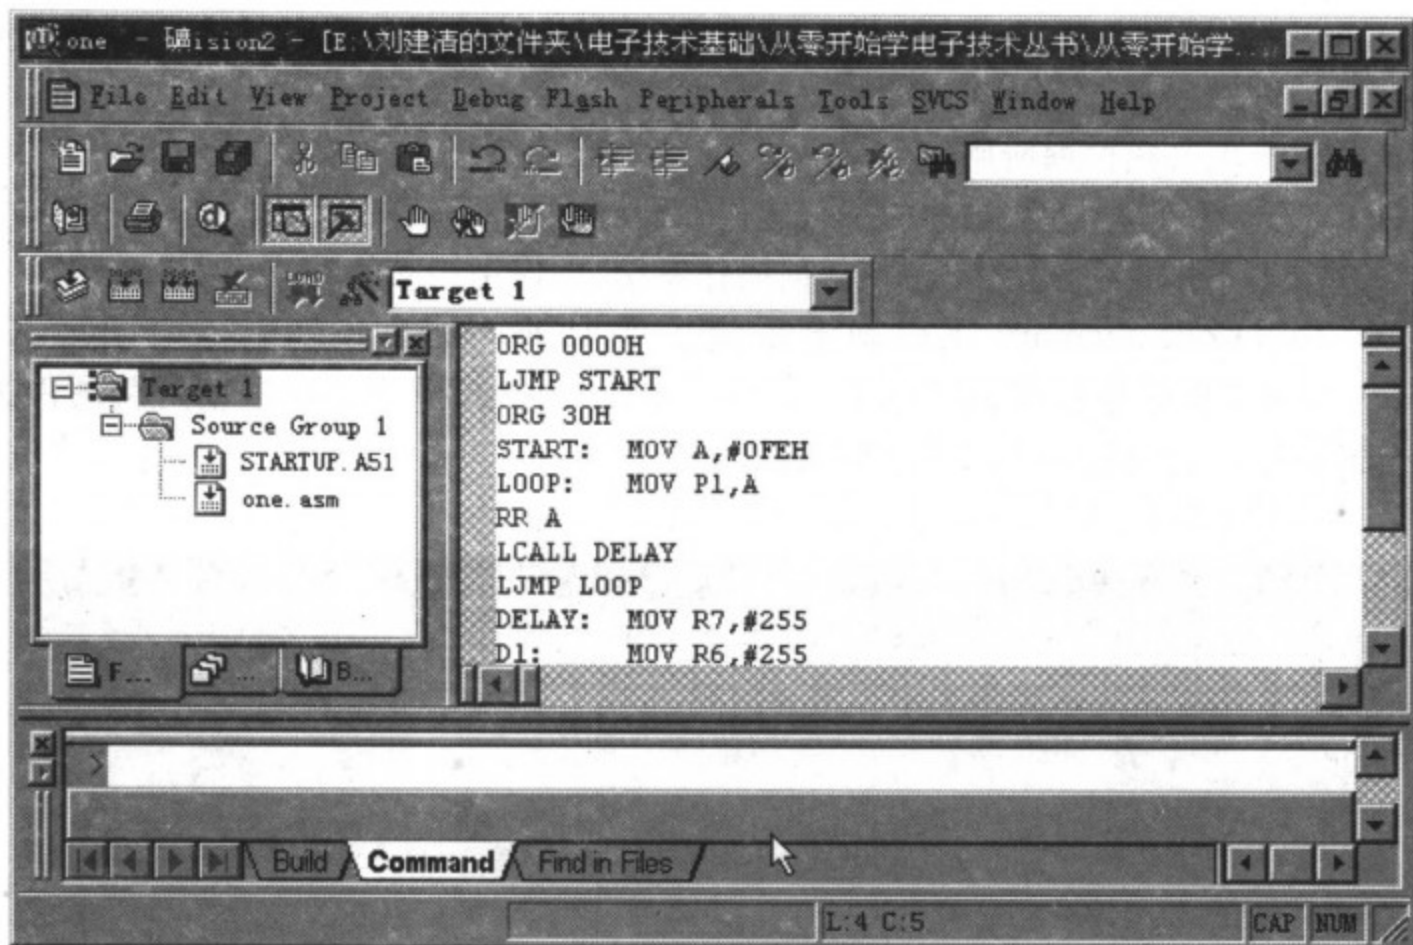 one - 礦ision2 - [E:\刘建清的文件夹\电子技术基础\从零开始学电子技术丛书\从零开始学...
File Edit View Project Debug Flash Peripherals Tools SVCS Window Help
Target 1
Target 1
Source Group 1
STARTUP.A51
one.asm
F...
...
B...
ORG 0000H
LJMP START
ORG 30H
START: MOV A,#0FEH
LOOP: MOV P1,A
RR A
LCALL DELAY
LJMP LOOP
DELAY: MOV R7,#255
D1: MOV R6,#255
>
Build Command Find in Files
L:4 C:5
CAP NUM